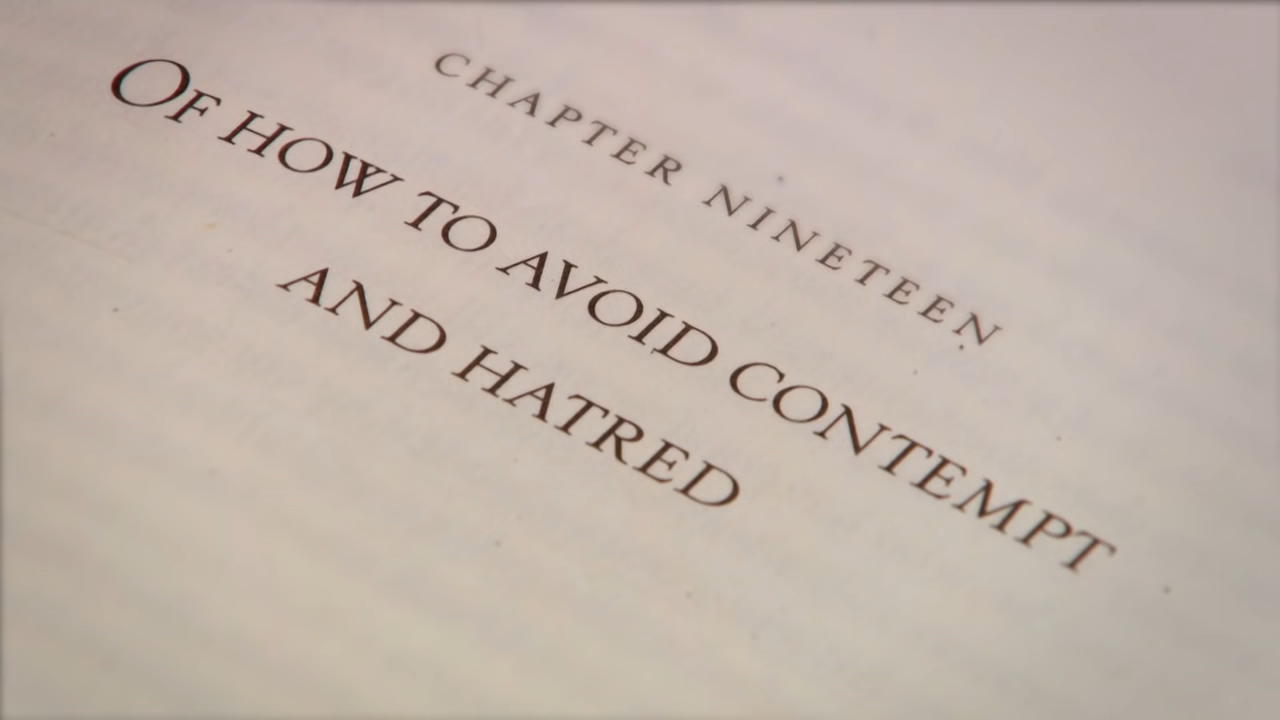 CHAPTER NINETEEN
OF HOW TO AVOID CONTEMPT
AND HATRED